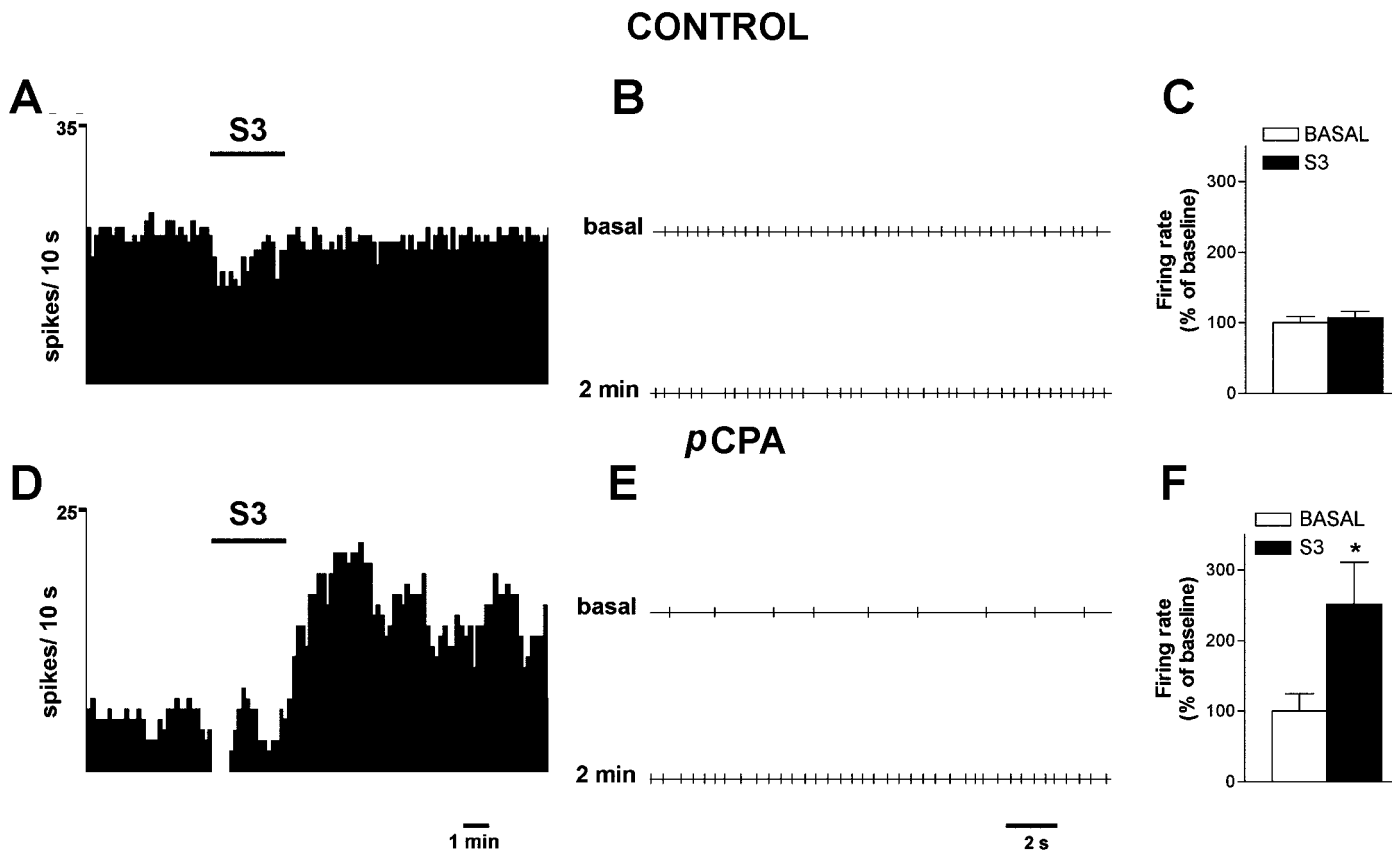 CONTROL
A
35
S3
spikes/ 10 s
B
basal
2 min
C
BASAL
S3
300
200
100
0
Firing rate
(% of baseline)
pCPA
D
25
S3
spikes/ 10 s
1 min
E
basal
2 min
2 s
F
BASAL
S3
*
300
200
100
0
Firing rate
(% of baseline)